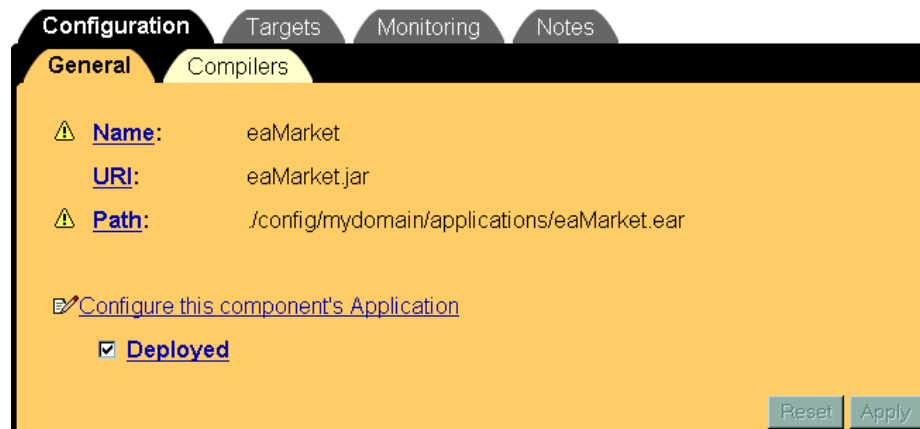 Configuration Targets Monitoring Notes
General Compilers
Name: eaMarket
URI: eaMarket.jar
Path: ./config/mydomain/applications/eaMarket.ear
Configure this component's Application
Deployed
Reset Apply